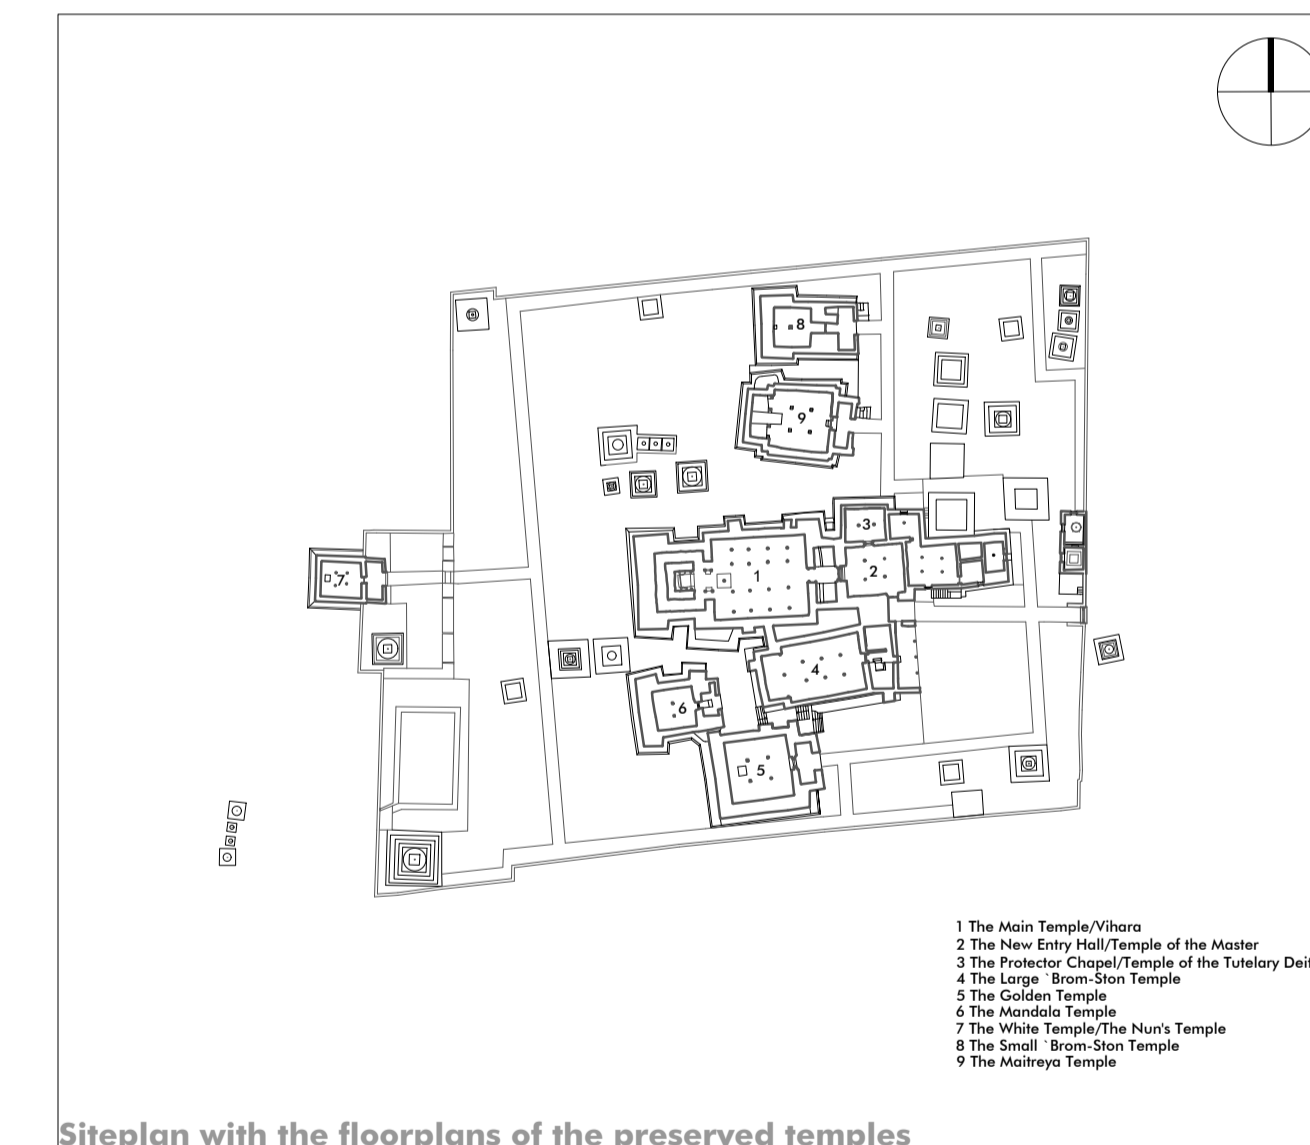 8
9
3
1
2
7
4
6
5
1 The Main Temple/Vihara
2 The New Entry Hall/Temple of the Master
3 The Protector Chapel/Temple of the Tutelary
4 The Large `Brom-Ston Temple
5 The Golden Temple
6 The Mandala Temple
7 The White Temple/The Nun's Temple
8 The Small `Brom-Ston Temple
9 The Maitreya Temple
Siteplan with the floorplans of the preserved temples